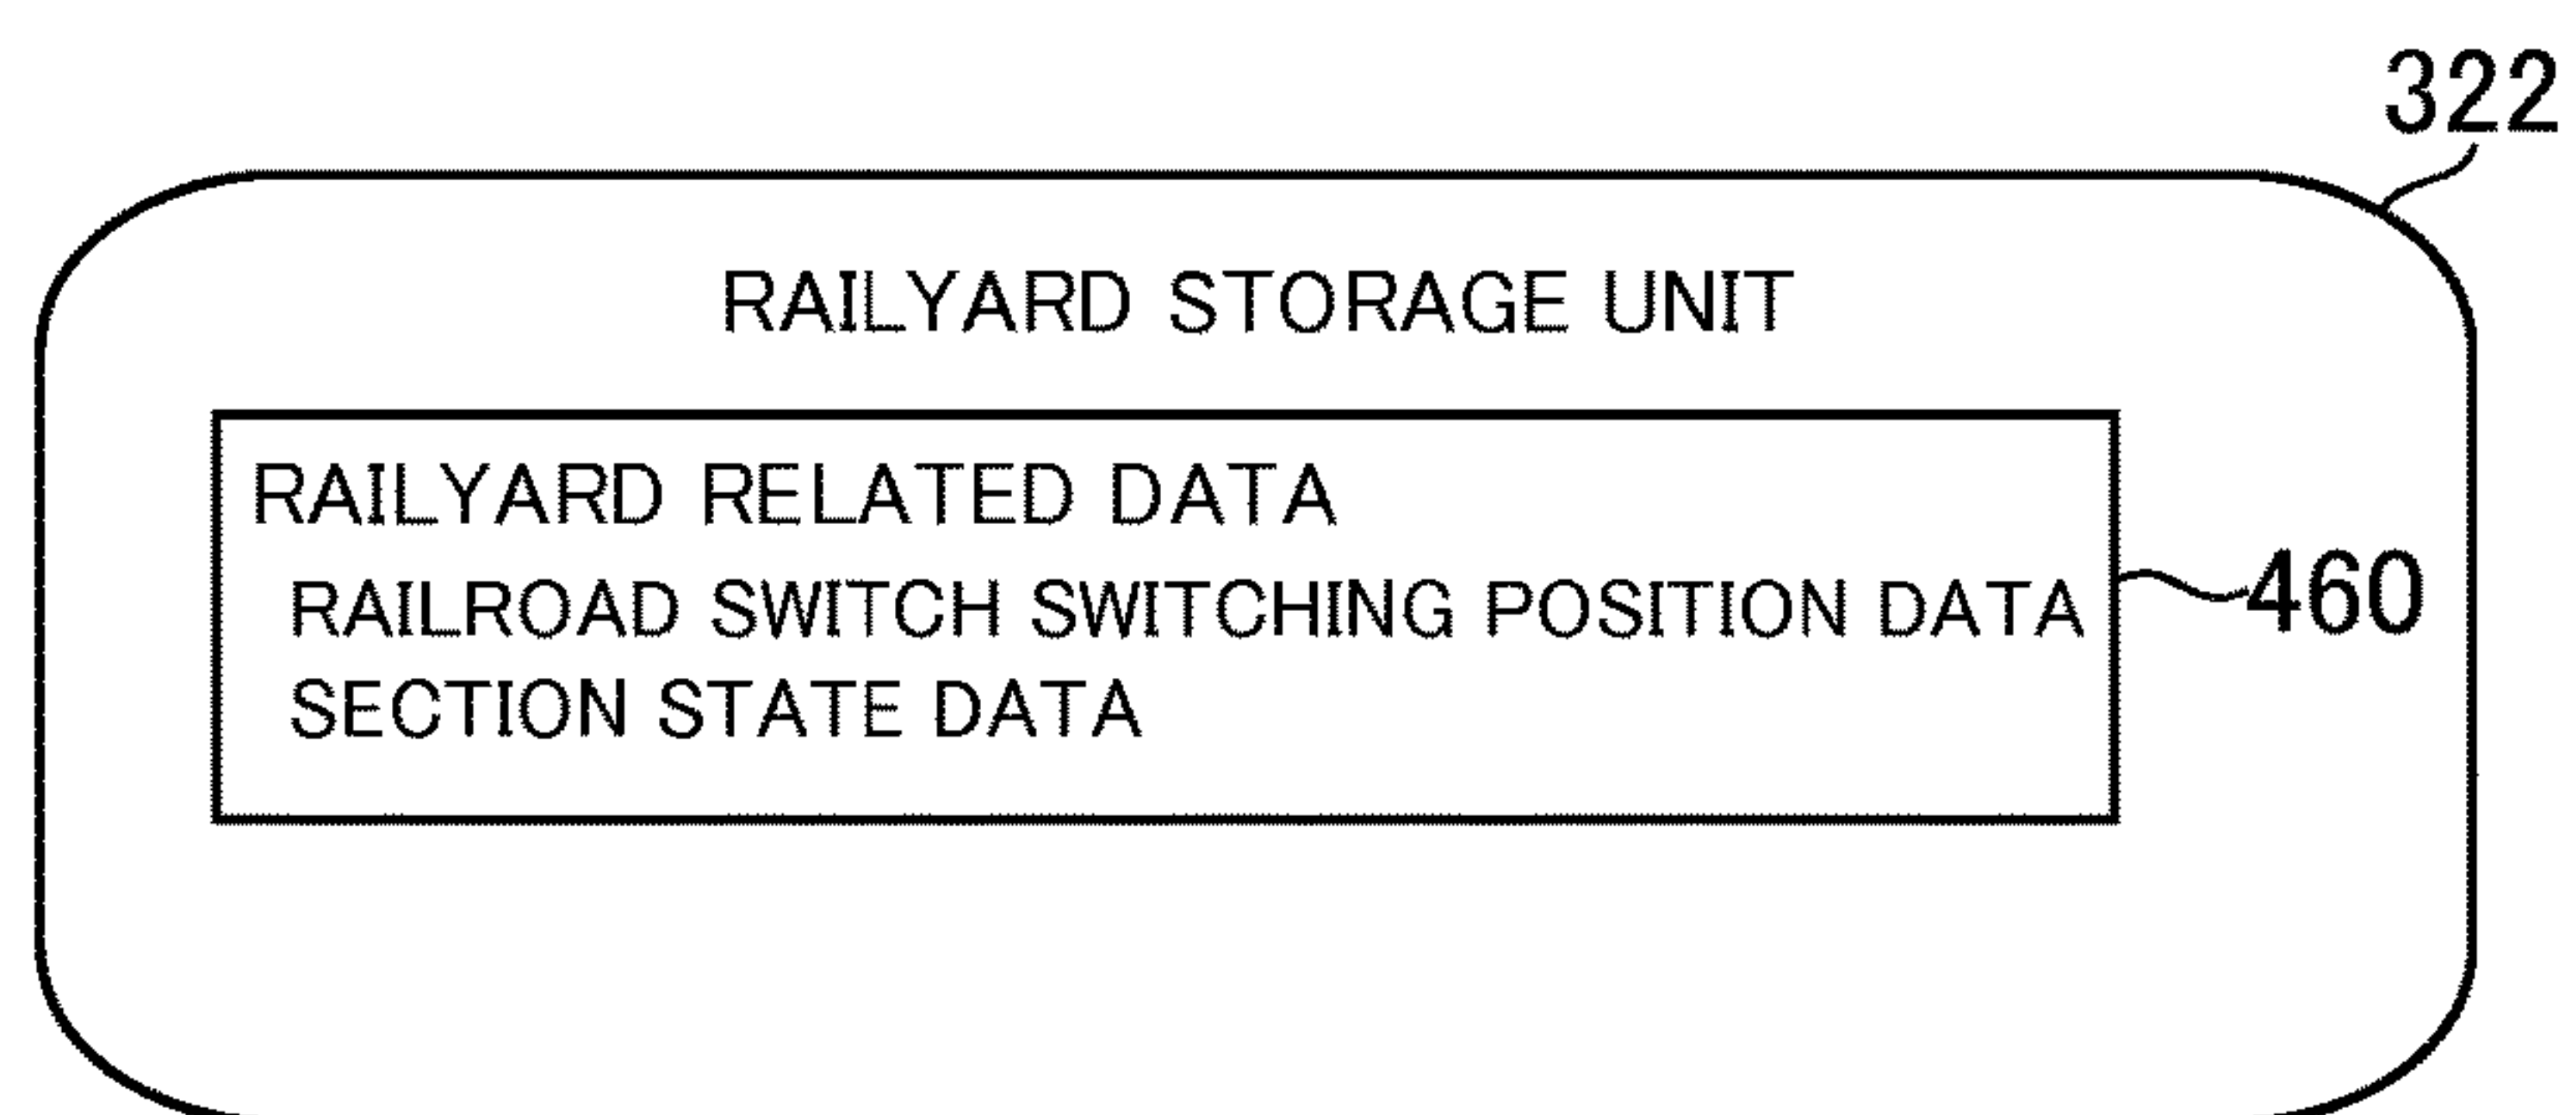 322
RAILYARD STORAGE UNIT
RAILYARD RELATED DATA
RAILROAD SWITCH SWITCHING POSITION DATA
460
SECTION STATE DATA